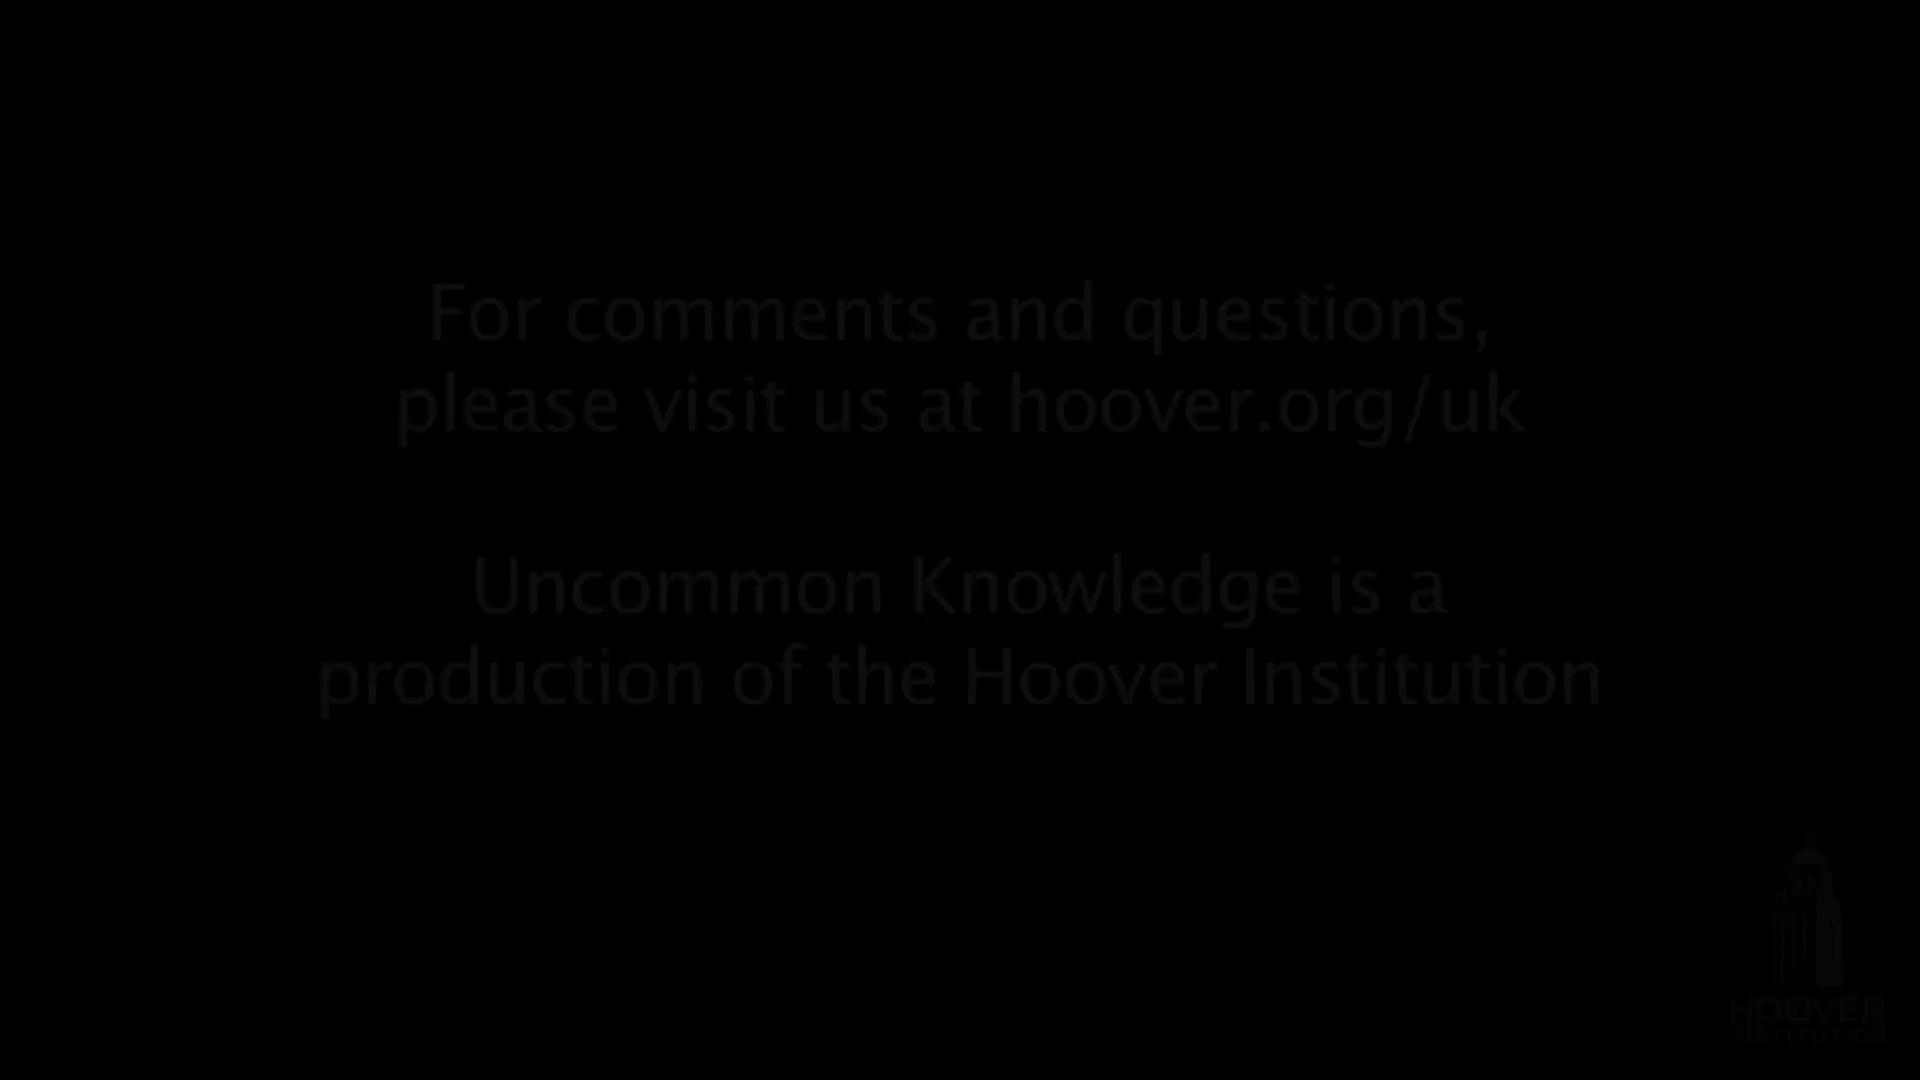 For comments and questions,
please visit us at hoover.org/uk
Uncommon Knowledge is a
production of the Hoover Institution
HOOVER
INSTITUTION